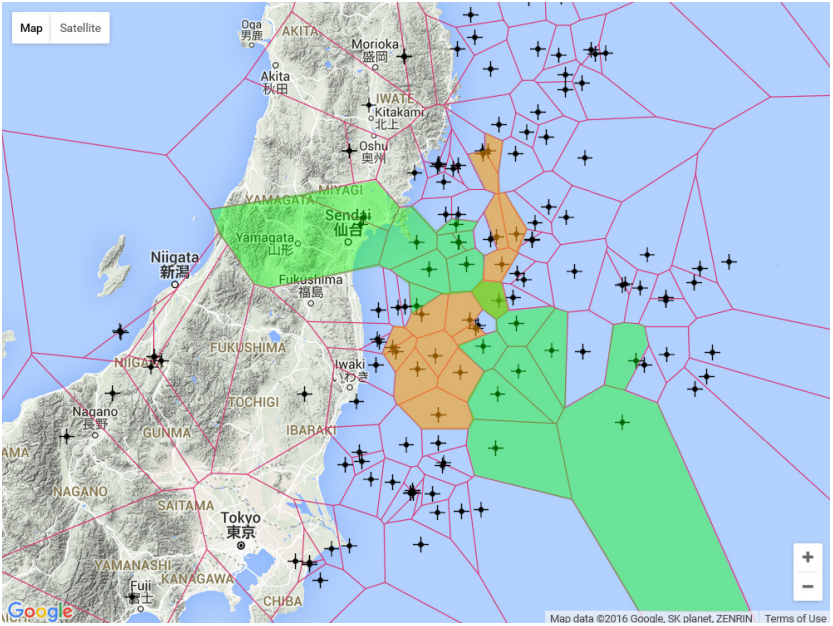 Map Satellite
Oga
男鹿
AKITA
Morioka
盛岡
Akita
秋田
IWATE
Kitakami
北上
Oshu
奥州
MIYAGI
YAMAGATA
Sendai
仙台
Yamagata
山形
Niigata
新潟
Fukushima
福島
FUKUSHIMA
NIIGATA
Iwaki
いわき
TOCHIGI
Nagano
長野
GUNMA
IBARAKI
AMA
NAGANO
SAITAMA
Tokyo
東京
YAMANASHI
Fuji
富士
KANAGAWA
CHIBA
+
−
Google
Map data ©2016 Google, SK planet, ZENRIN Terms of Use